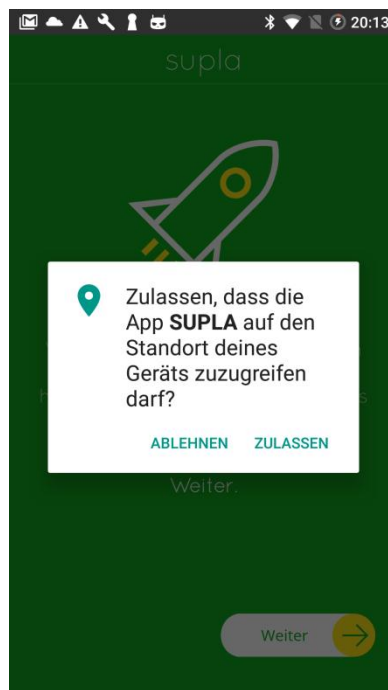 20:13
supla
Zulassen, dass die
App SUPLA auf den
Standort deines
Geräts zuzugreifen
darf?
ABLEHNEN ZULASSEN
Weiter.
Weiter